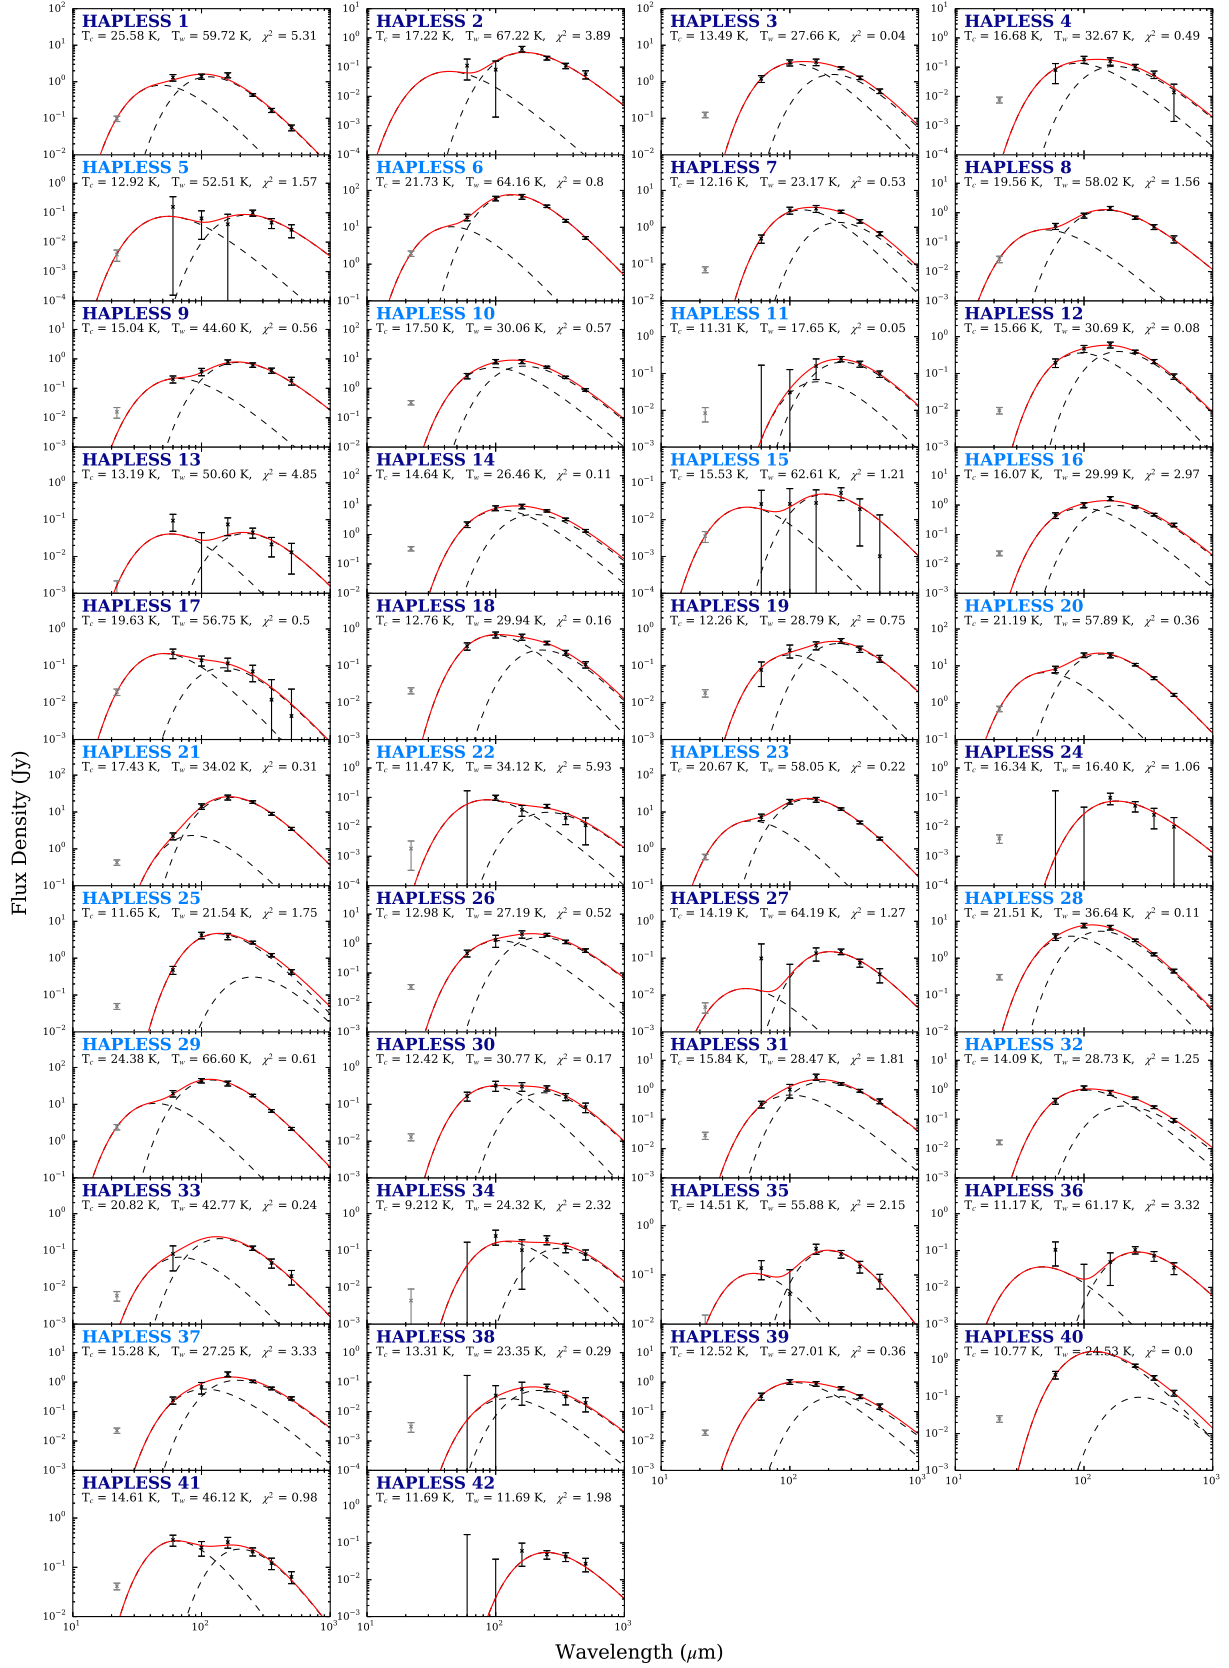 HAPLESS 1
T_c = 25.58 K, T_w = 59.72 K, χ² = 5.31
HAPLESS 2
T_c = 17.22 K, T_w = 67.22 K, χ² = 3.89
HAPLESS 3
T_c = 13.49 K, T_w = 27.66 K, χ² = 0.04
HAPLESS 4
T_c = 16.68 K, T_w = 32.67 K, χ² = 0.49
HAPLESS 5
T_c = 12.92 K, T_w = 52.51 K, χ² = 1.57
HAPLESS 6
T_c = 21.73 K, T_w = 64.16 K, χ² = 0.8
HAPLESS 7
T_c = 12.16 K, T_w = 23.17 K, χ² = 0.53
HAPLESS 8
T_c = 19.56 K, T_w = 58.02 K, χ² = 1.56
HAPLESS 9
T_c = 15.04 K, T_w = 44.60 K, χ² = 0.56
HAPLESS 10
T_c = 17.50 K, T_w = 30.06 K, χ² = 0.57
HAPLESS 11
T_c = 11.31 K, T_w = 17.65 K, χ² = 0.05
HAPLESS 12
T_c = 15.66 K, T_w = 30.69 K, χ² = 0.08
HAPLESS 13
T_c = 13.19 K, T_w = 50.60 K, χ² = 4.85
HAPLESS 14
T_c = 14.64 K, T_w = 26.46 K, χ² = 0.11
HAPLESS 15
T_c = 15.53 K, T_w = 62.61 K, χ² = 1.21
HAPLESS 16
T_c = 16.07 K, T_w = 29.99 K, χ² = 2.97
HAPLESS 17
T_c = 19.63 K, T_w = 56.75 K, χ² = 0.5
HAPLESS 18
T_c = 12.76 K, T_w = 29.94 K, χ² = 0.16
HAPLESS 19
T_c = 12.26 K, T_w = 28.79 K, χ² = 0.75
HAPLESS 20
T_c = 21.19 K, T_w = 57.89 K, χ² = 0.36
HAPLESS 21
T_c = 17.43 K, T_w = 34.02 K, χ² = 0.31
HAPLESS 22
T_c = 11.47 K, T_w = 34.12 K, χ² = 5.93
HAPLESS 23
T_c = 20.67 K, T_w = 58.05 K, χ² = 0.22
HAPLESS 24
T_c = 16.34 K, T_w = 16.40 K, χ² = 1.06
HAPLESS 25
T_c = 11.65 K, T_w = 21.54 K, χ² = 1.75
HAPLESS 26
T_c = 12.98 K, T_w = 27.19 K, χ² = 0.52
HAPLESS 27
T_c = 14.19 K, T_w = 64.19 K, χ² = 1.27
HAPLESS 28
T_c = 21.51 K, T_w = 36.64 K, χ² = 0.11
HAPLESS 29
T_c = 24.38 K, T_w = 66.60 K, χ² = 0.61
HAPLESS 30
T_c = 12.42 K, T_w = 30.77 K, χ² = 0.17
HAPLESS 31
T_c = 15.84 K, T_w = 28.47 K, χ² = 1.81
HAPLESS 32
T_c = 14.09 K, T_w = 28.73 K, χ² = 1.25
HAPLESS 33
T_c = 20.82 K, T_w = 42.77 K, χ² = 0.24
HAPLESS 34
T_c = 9.212 K, T_w = 24.32 K, χ² = 2.32
HAPLESS 35
T_c = 14.51 K, T_w = 55.88 K, χ² = 2.15
HAPLESS 36
T_c = 11.17 K, T_w = 61.17 K, χ² = 3.32
HAPLESS 37
T_c = 15.28 K, T_w = 27.25 K, χ² = 3.33
HAPLESS 38
T_c = 13.31 K, T_w = 23.35 K, χ² = 0.29
HAPLESS 39
T_c = 12.52 K, T_w = 27.01 K, χ² = 0.36
HAPLESS 40
T_c = 10.77 K, T_w = 24.53 K, χ² = 0.0
10¹ 10² 10³ 10¹ 10² 10³
HAPLESS 41
T_c = 14.61 K, T_w = 46.12 K, χ² = 0.98
HAPLESS 42
T_c = 11.69 K, T_w = 11.69 K, χ² = 1.98
10¹ 10² 10³ 10¹ 10² 10³
Flux Density (Jy)
Wavelength (μm)